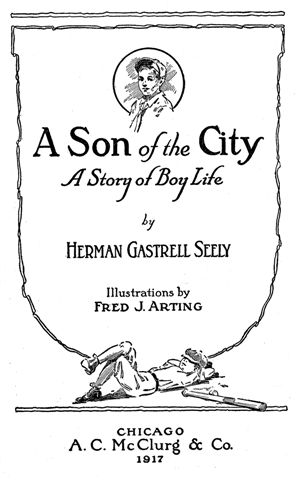 A Son of the City
A Story of Boy Life
by
HERMAN GASTRELL SEELY
Illustrations by
FRED J. ARTING
CHICAGO
A. C. McCLURG & CO.
1917